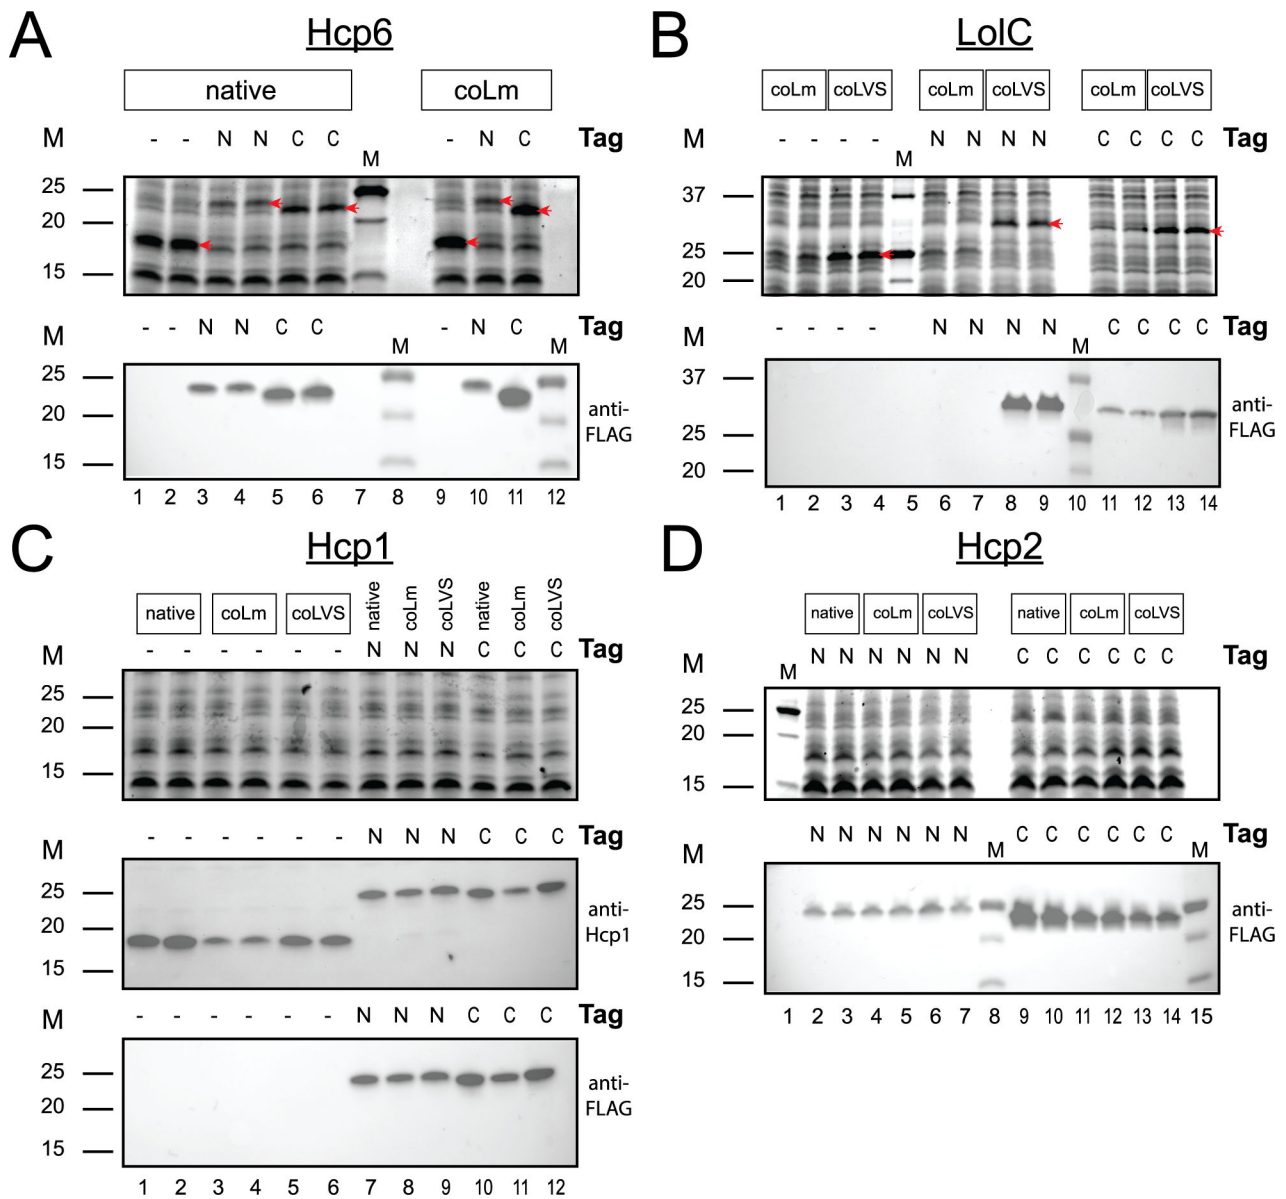 A
Hcp6
native
coLm
M
- - N N C C
M
- N C
Tag
25
20
15
M
- - N N C C
M
- N C
M
Tag
25
20
15
anti-
FLAG
1 2 3 4 5 6 7 8 9 10 11 12
B
LolC
coLm coLVS
coLm coLVS
coLm coLVS
M
- - - -
M
N N N N
C C C C
Tag
37
25
20
M
- - - -
N N N N
M
C C C C
Tag
37
25
20
anti-
FLAG
1 2 3 4 5 6 7 8 9 10 11 12 13 14
C
Hcp1
native
coLm
coLVS
native
coLm
coLVS
native
coLm
coLVS
M
- - - - - - N N N C C C Tag
25
20
15
M
- - - - - - N N N C C C Tag
25
20
15
anti-
Hcp1
M
- - - - - - N N N C C C Tag
25
20
15
anti-
FLAG
1 2 3 4 5 6 7 8 9 10 11 12
D
Hcp2
native coLm coLVS
native coLm coLVS
M
M
N N N N N N
C C C C C C
Tag
25
20
15
M
N N N N N N
M
C C C C C C
M
Tag
25
20
15
anti-
FLAG
1 2 3 4 5 6 7 8 9 10 11 12 13 14 15